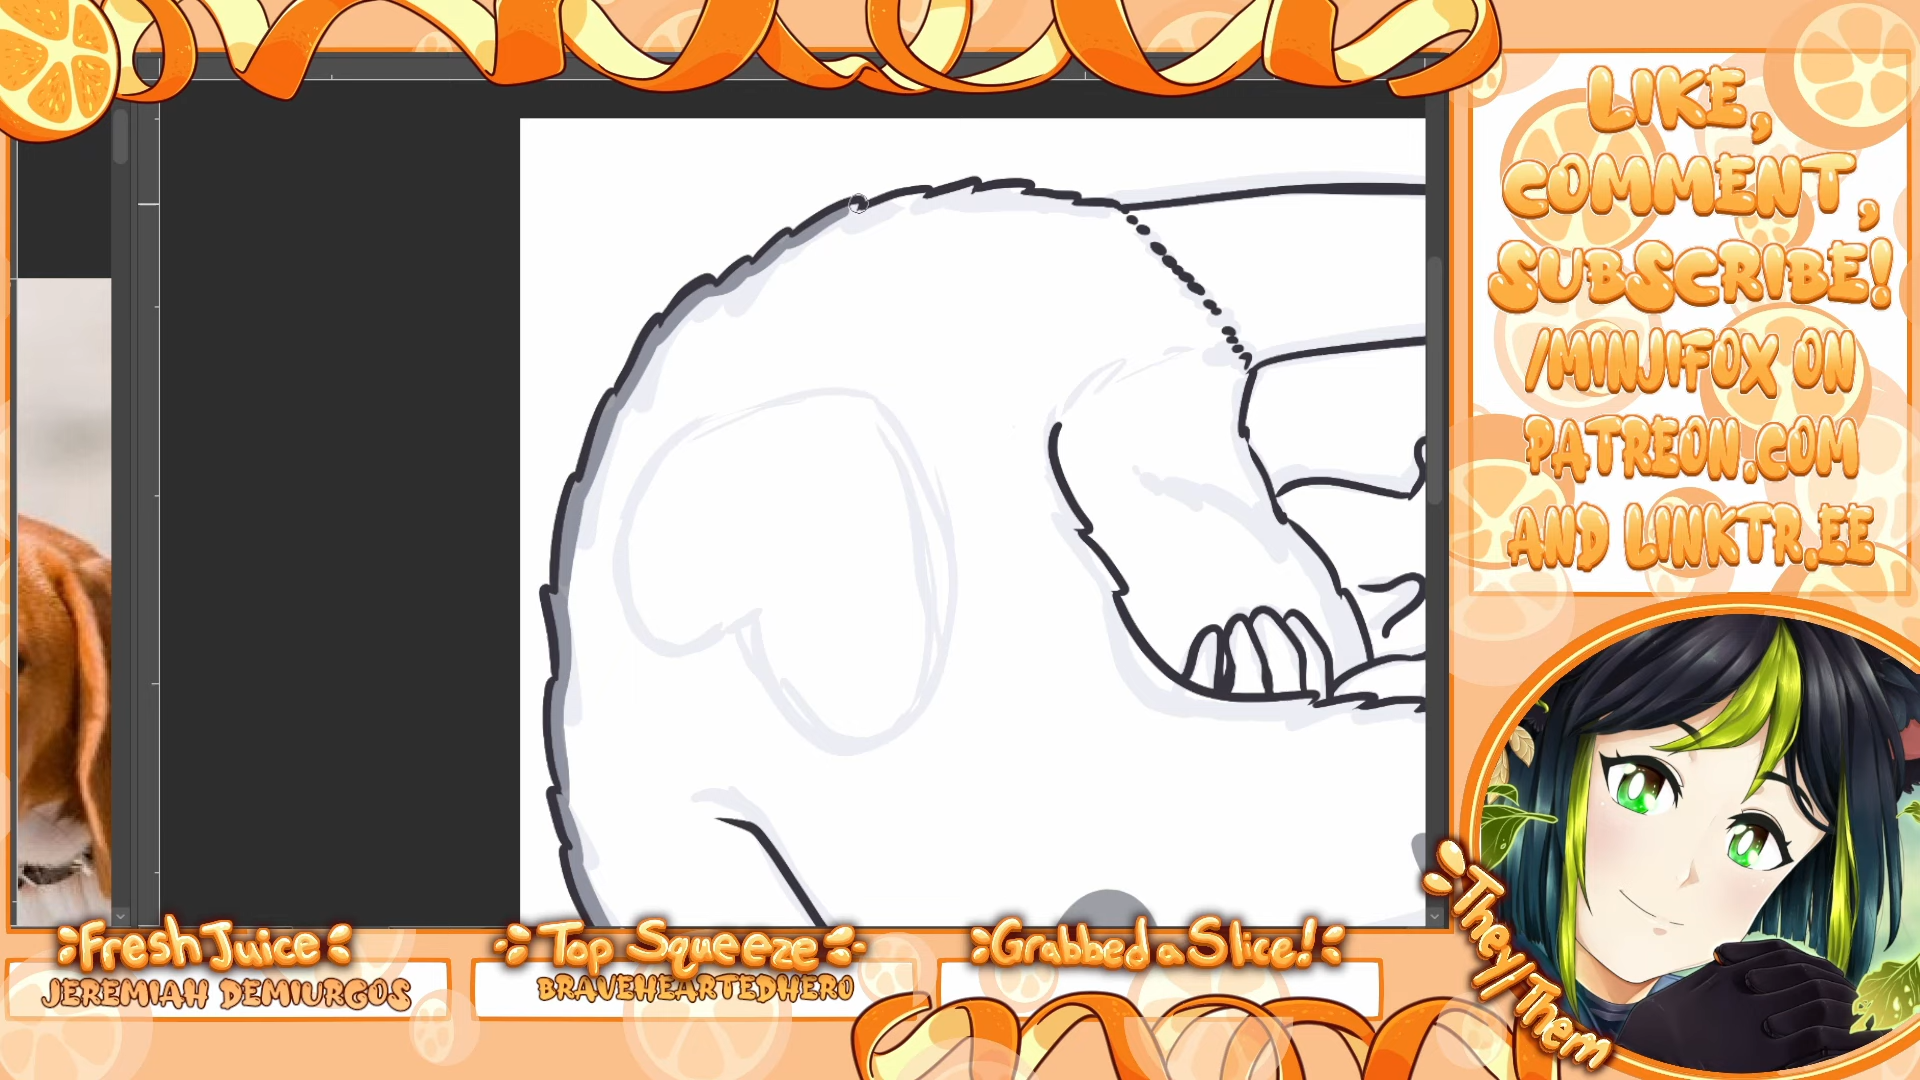 LIKE,
COMMENT,
SUBSCRIBE!
/MINJIFOX ON
PATREON.COM
AND LINKTR.EE
They/Them
Fresh Juice
JEREMIAH DEMIURGOS
Top Squeeze
BRAVEHEARTEDHERO
Grabbed a Slice!